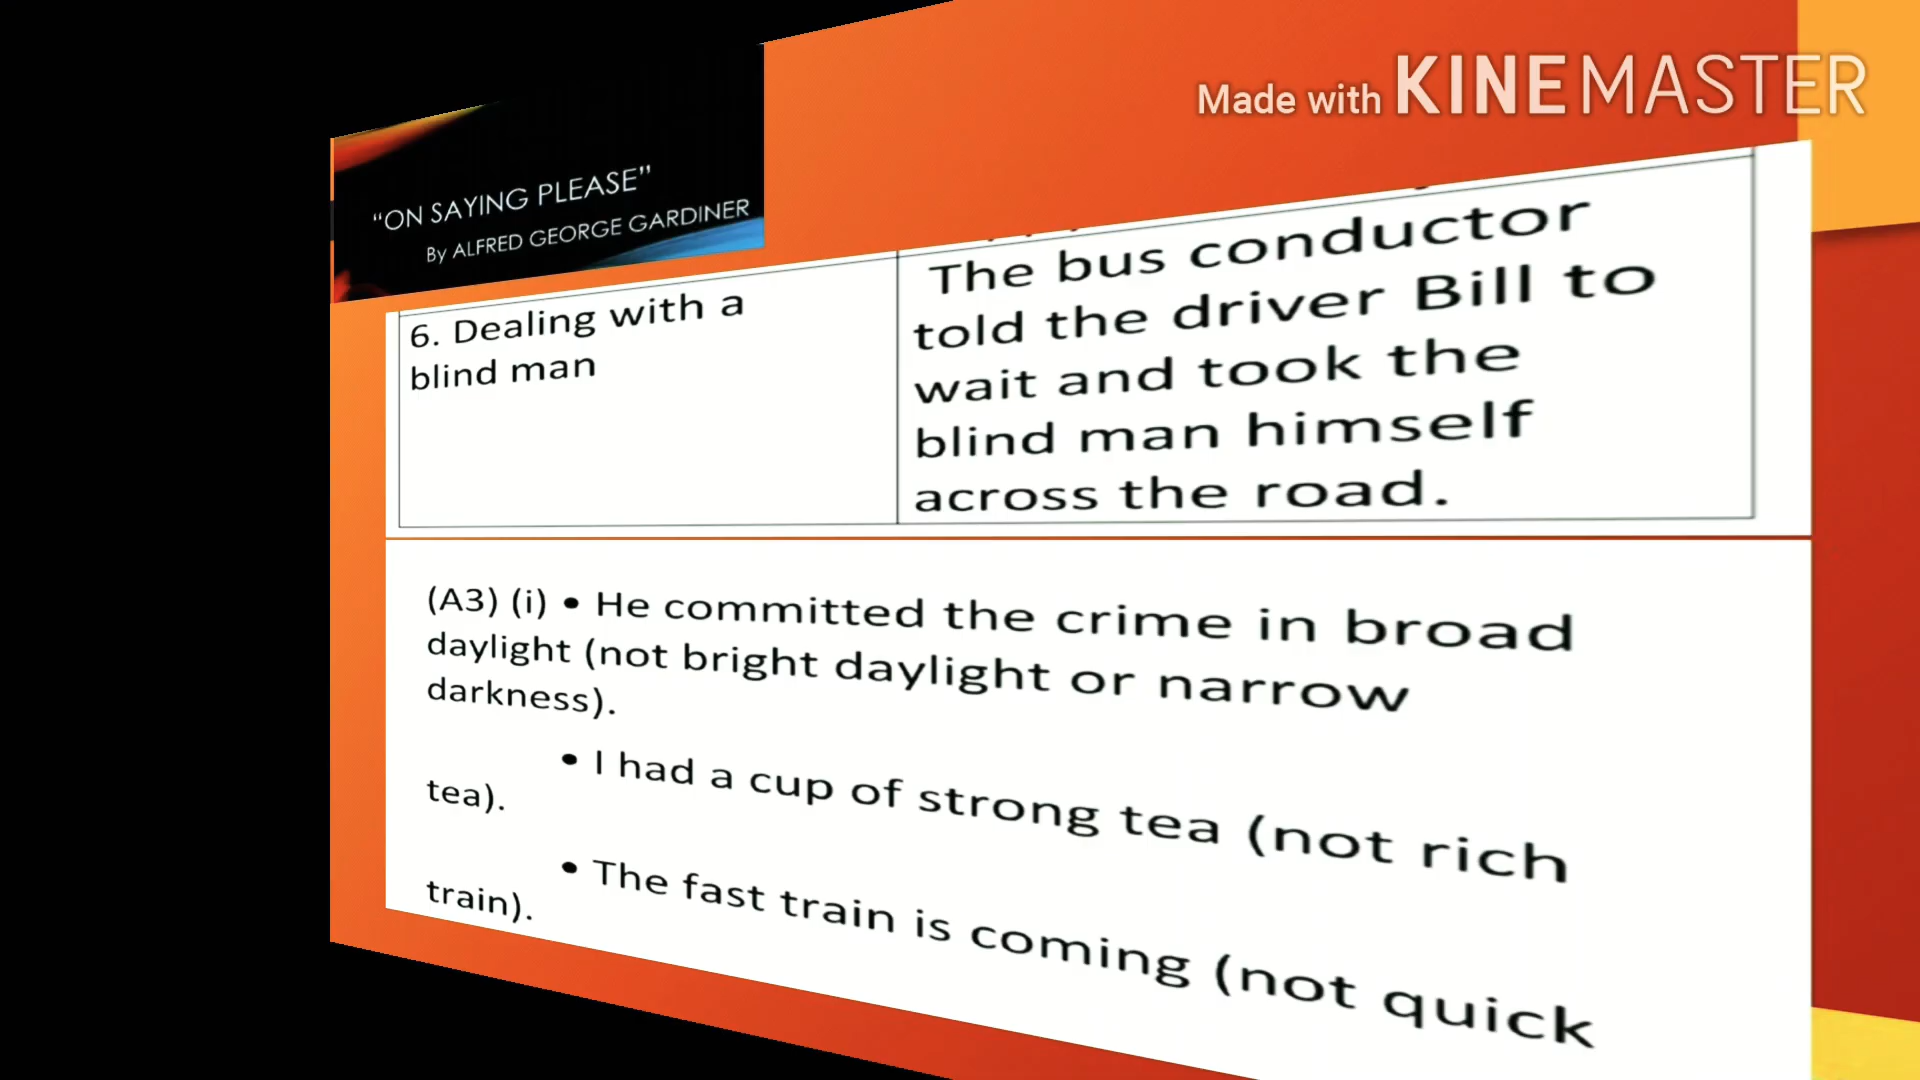 Made with KINEMASTER
“ON SAYING PLEASE”
By ALFRED GEORGE GARDINER
6. Dealing with a
blind man
The bus conductor
told the driver Bill to
wait and took the
blind man himself
across the road.
(A3) (i) • He committed the crime in broad
daylight (not bright daylight or narrow
darkness).
• I had a cup of strong tea (not rich
tea).
• The fast train is coming (not quick
train).